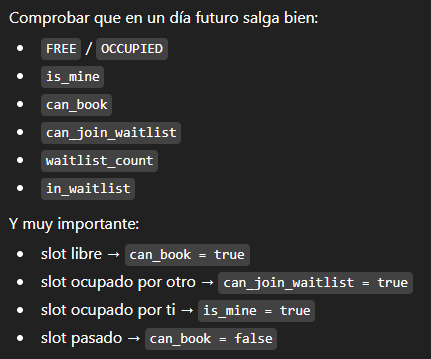 Comprobar que en un día futuro salga bien:
• FREE / OCCUPIED
• is_mine
• can_book
• can_join_waitlist
• waitlist_count
• in_waitlist
Y muy importante:
• slot libre → can_book = true
• slot ocupado por otro → can_join_waitlist = true
• slot ocupado por ti → is_mine = true
• slot pasado → can_book = false